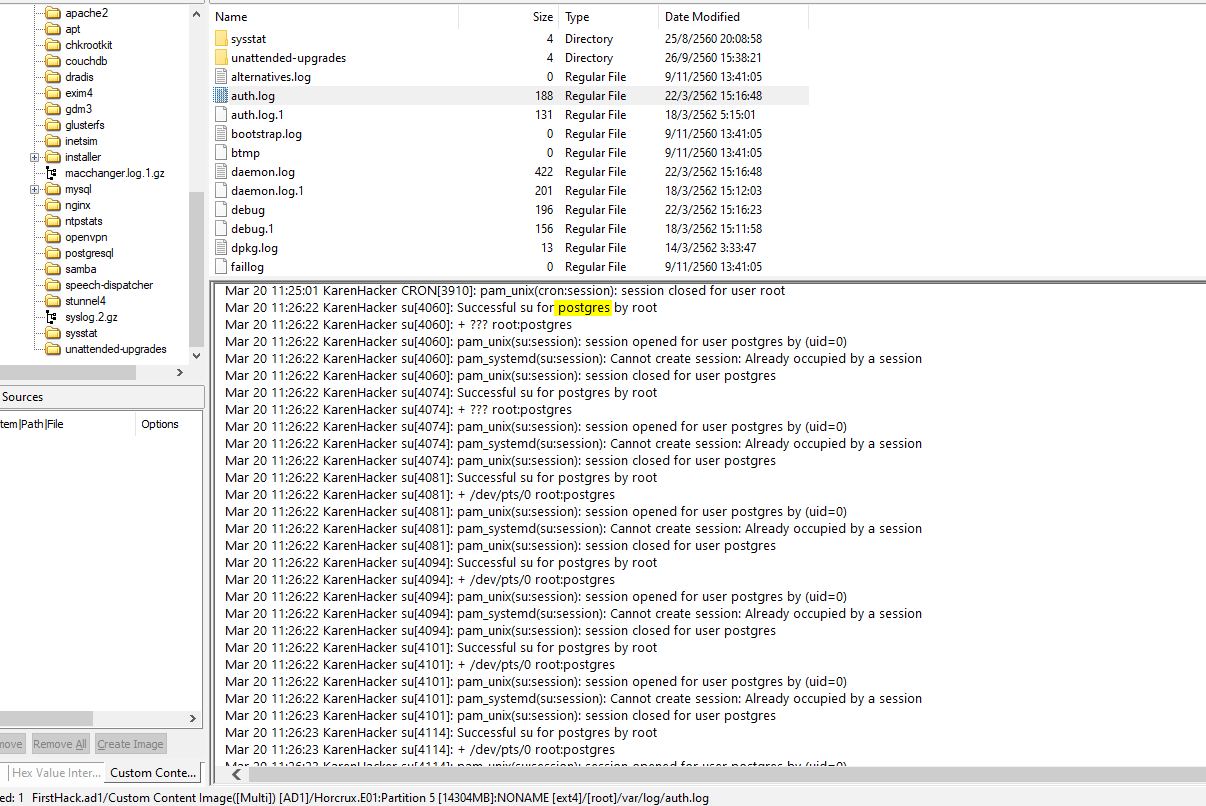 apache2
apt
chkrootkit
couchdb
dradis
exim4
gdm3
glusterfs
inetsim
installer
macchanger.log.1.gz
mysql
nginx
ntpstats
openvpn
postgresql
samba
speech-dispatcher
stunnel4
syslog.2.gz
sysstat
unattended-upgrades
Sources
tem|Path|File Options
nove Remove All Create Image
Hex Value Inter... Custom Conte...
Name Size Type Date Modified
sysstat 4 Directory 25/8/2560 20:08:58
unattended-upgrades 4 Directory 26/9/2560 15:38:21
alternatives.log 0 Regular File 9/11/2560 13:41:05
auth.log 188 Regular File 22/3/2562 15:16:48
auth.log.1 131 Regular File 18/3/2562 5:15:01
bootstrap.log 0 Regular File 9/11/2560 13:41:05
btmp 0 Regular File 9/11/2560 13:41:05
daemon.log 422 Regular File 22/3/2562 15:16:48
daemon.log.1 201 Regular File 18/3/2562 15:12:03
debug 196 Regular File 22/3/2562 15:16:23
debug.1 156 Regular File 18/3/2562 15:11:58
dpkg.log 13 Regular File 14/3/2562 3:33:47
faillog 0 Regular File 9/11/2560 13:41:05
Mar 20 11:25:01 KarenHacker CRON[3910]: pam_unix(cron:session): session closed for user root
Mar 20 11:26:22 KarenHacker su[4060]: Successful su for postgres by root
Mar 20 11:26:22 KarenHacker su[4060]: + ??? root:postgres
Mar 20 11:26:22 KarenHacker su[4060]: pam_unix(su:session): session opened for user postgres by (uid=0)
Mar 20 11:26:22 KarenHacker su[4060]: pam_systemd(su:session): Cannot create session: Already occupied by a session
Mar 20 11:26:22 KarenHacker su[4060]: pam_unix(su:session): session closed for user postgres
Mar 20 11:26:22 KarenHacker su[4074]: Successful su for postgres by root
Mar 20 11:26:22 KarenHacker su[4074]: + ??? root:postgres
Mar 20 11:26:22 KarenHacker su[4074]: pam_unix(su:session): session opened for user postgres by (uid=0)
Mar 20 11:26:22 KarenHacker su[4074]: pam_systemd(su:session): Cannot create session: Already occupied by a session
Mar 20 11:26:22 KarenHacker su[4074]: pam_unix(su:session): session closed for user postgres
Mar 20 11:26:22 KarenHacker su[4081]: Successful su for postgres by root
Mar 20 11:26:22 KarenHacker su[4081]: + /dev/pts/0 root:postgres
Mar 20 11:26:22 KarenHacker su[4081]: pam_unix(su:session): session opened for user postgres by (uid=0)
Mar 20 11:26:22 KarenHacker su[4081]: pam_systemd(su:session): Cannot create session: Already occupied by a session
Mar 20 11:26:22 KarenHacker su[4081]: pam_unix(su:session): session closed for user postgres
Mar 20 11:26:22 KarenHacker su[4094]: Successful su for postgres by root
Mar 20 11:26:22 KarenHacker su[4094]: + /dev/pts/0 root:postgres
Mar 20 11:26:22 KarenHacker su[4094]: pam_unix(su:session): session opened for user postgres by (uid=0)
Mar 20 11:26:22 KarenHacker su[4094]: pam_systemd(su:session): Cannot create session: Already occupied by a session
Mar 20 11:26:22 KarenHacker su[4094]: pam_unix(su:session): session closed for user postgres
Mar 20 11:26:22 KarenHacker su[4101]: Successful su for postgres by root
Mar 20 11:26:22 KarenHacker su[4101]: + /dev/pts/0 root:postgres
Mar 20 11:26:22 KarenHacker su[4101]: pam_unix(su:session): session opened for user postgres by (uid=0)
Mar 20 11:26:22 KarenHacker su[4101]: pam_systemd(su:session): Cannot create session: Already occupied by a session
Mar 20 11:26:23 KarenHacker su[4101]: pam_unix(su:session): session closed for user postgres
Mar 20 11:26:23 KarenHacker su[4114]: Successful su for postgres by root
Mar 20 11:26:23 KarenHacker su[4114]: + /dev/pts/0 root:postgres
Mar 20 11:26:23 KarenHacker su[4114]: pam_unix(su:session): session opened for user postgres by (uid=0)
ed: 1 FirstHack.ad1/Custom Content Image([Multi]) [AD1]/Horcrux.E01:Partition 5 [14304MB]:NONAME [ext4]/[root]/var/log/auth.log